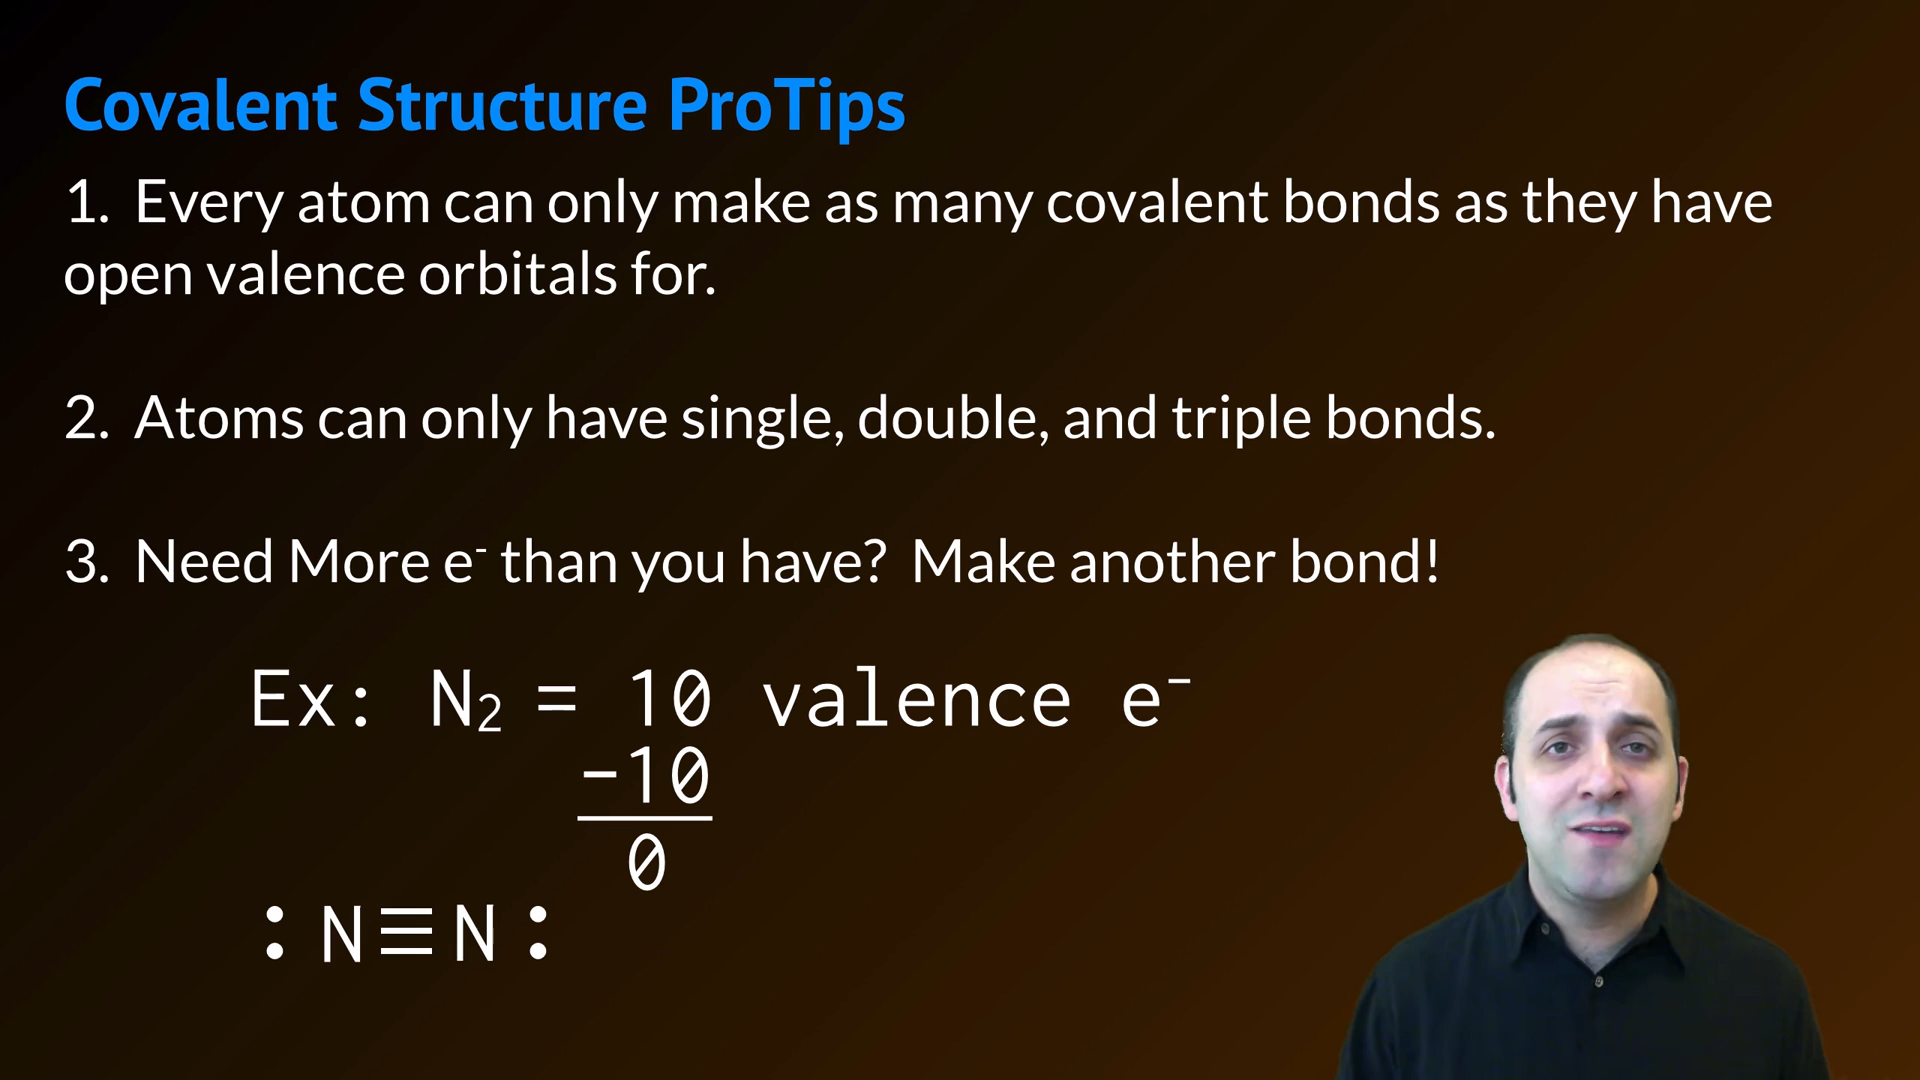 Covalent Structure ProTips
1. Every atom can only make as many covalent bonds as they have
open valence orbitals for.
2. Atoms can only have single, double, and triple bonds.
3. Need More e⁻ than you have? Make another bond!
Ex: N₂ = 10 valence e⁻
-10
0
:N≡N: